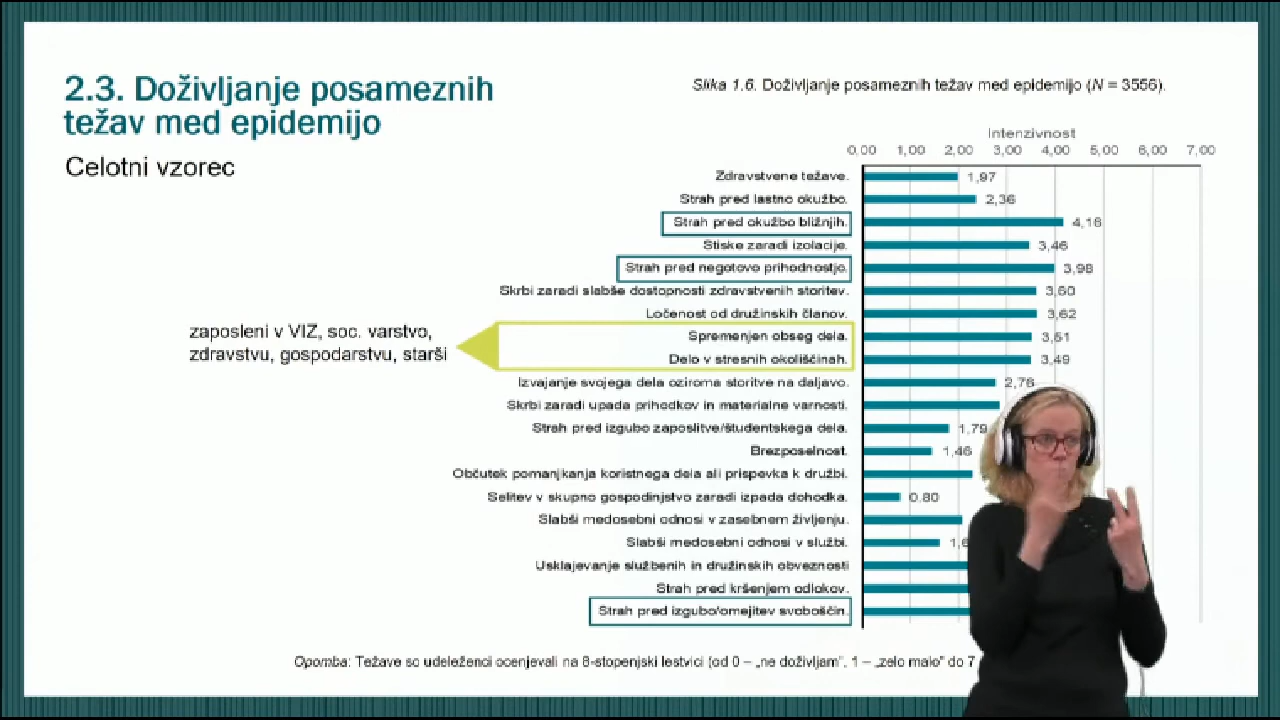 2.3. Doživljanje posameznih
težav med epidemijo
Celotni vzorec
Slika 1.6. Doživljanje posameznih težav med epidemijo (N = 3556).
Intenzivnost
0,00 1,00 2,00 3,00 4,00 5,00 6,00 7,00
Zdravstvene težave. 1,97
Strah pred lastno okužbo. 2,36
Strah pred okužbo bližnjih. 4,16
Stiske zaradi izolacije. 3,46
Strah pred negotovo prihodnostjo. 3,98
Skrbi zaradi slabše dostopnosti zdravstvenih storitev. 3,60
Ločenost od družinskih članov. 3,62
Spremenjen obseg dela. 3,51
Delo v stresnih okoliščinah. 3,49
zaposleni v VIZ, soc. varstvo,
zdravstvu, gospodarstvu, starši
Izvajanje svojega dela oziroma storitve na daljavo. 2,76
Skrbi zaradi upada prihodkov in materialne varnosti.
Strah pred izgubo zaposlitve/študentskega dela. 1,79
Brezposelnost. 1,46
Občutek pomanjkanja koristnega dela ali prispevka k družbi.
Selitev v skupno gospodinjstvo zaradi izpada dohodka. 0,80
Slabši medosebni odnosi v zasebnem življenju.
Slabši medosebni odnosi v službi.
Usklajevanje službenih in družinskih obveznosti
Strah pred kršenjem odlokov.
Strah pred izgubo/omejitev svoboščin.
Opomba: Težave so udeleženci ocenjevali na 8-stopenjski lestvici (od 0 – „ne doživljam“, 1 – „zelo malo“ do 7